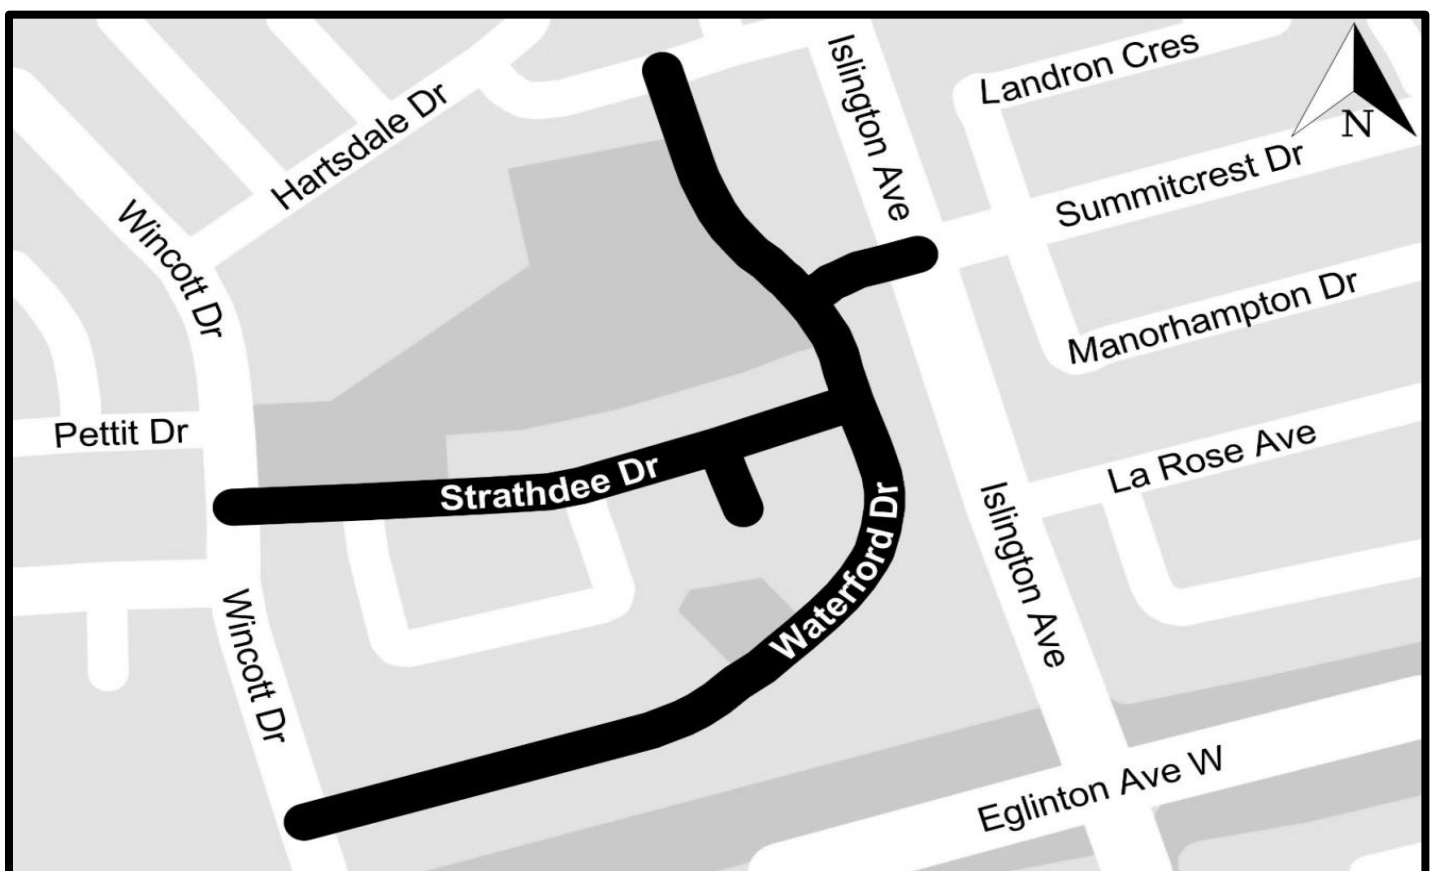 Islington Ave
Landron Cres
N
Hartsdale Dr
Summitcrest Dr
Wincott Dr
Manorhampton Dr
Pettit Dr
Strathdee Dr
La Rose Ave
Waterford Dr
Islington Ave
Wincott Dr
Eglinton Ave W